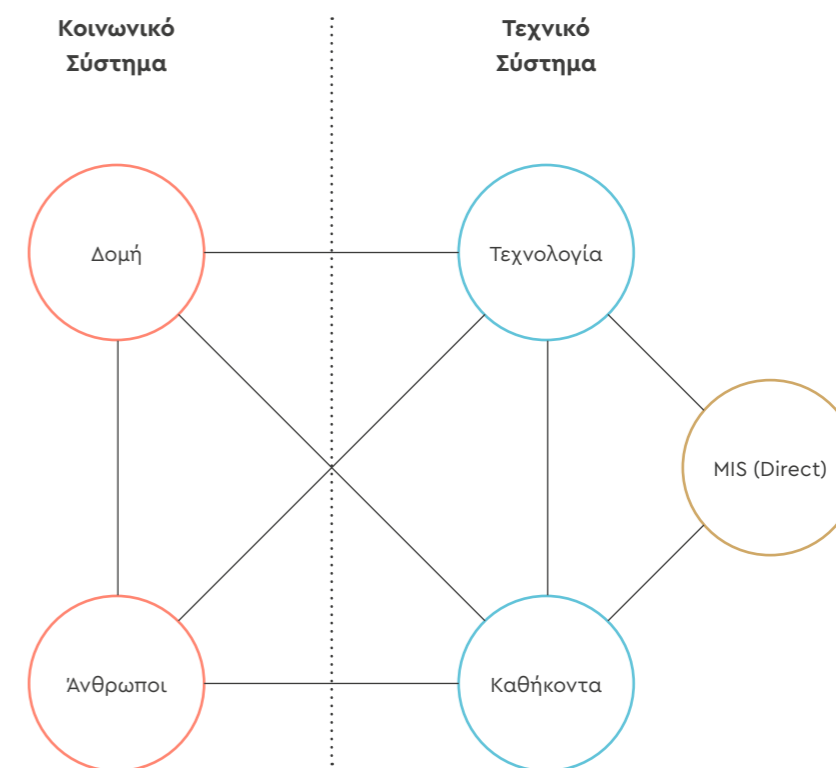 Κοινωνικό
Σύστημα
Τεχνικό
Σύστημα
Δομή
Τεχνολογία
MIS (Direct)
Άνθρωποι
Καθήκοντα